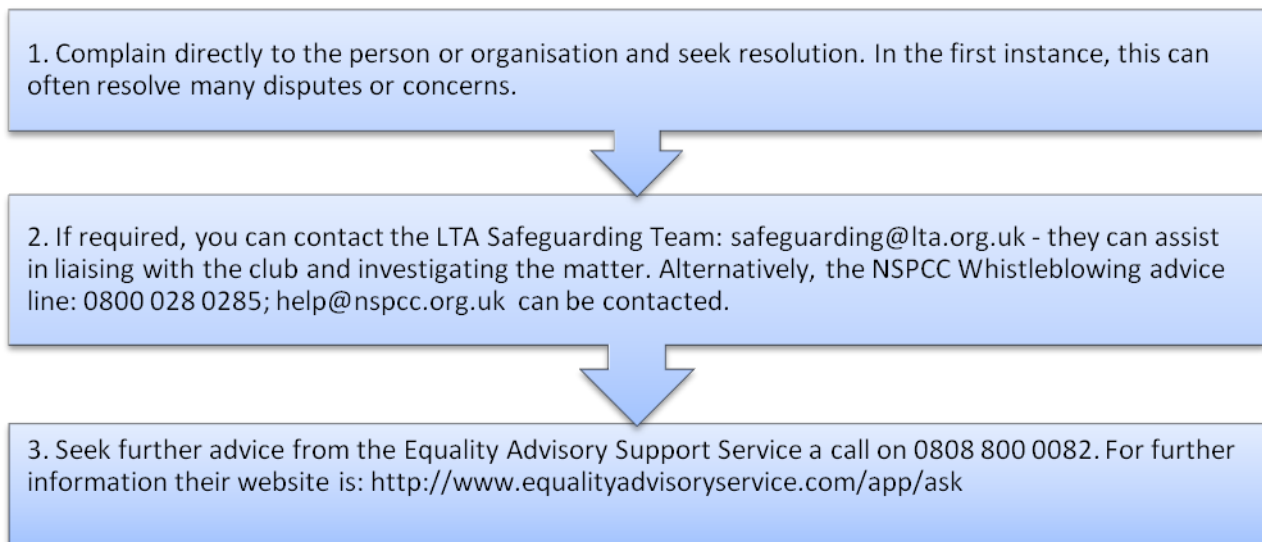 1. Complain directly to the person or organisation and seek resolution. In the first instance, this can
often resolve many disputes or concerns.
2. If required, you can contact the LTA Safeguarding Team: safeguarding@lta.org.uk - they can assist
in liaising with the club and investigating the matter. Alternatively, the NSPCC Whistleblowing advice
line: 0800 028 0285; help@nspcc.org.uk can be contacted.
3. Seek further advice from the Equality Advisory Support Service a call on 0808 800 0082. For further
information their website is: http://www.equalityadvisoryservice.com/app/ask